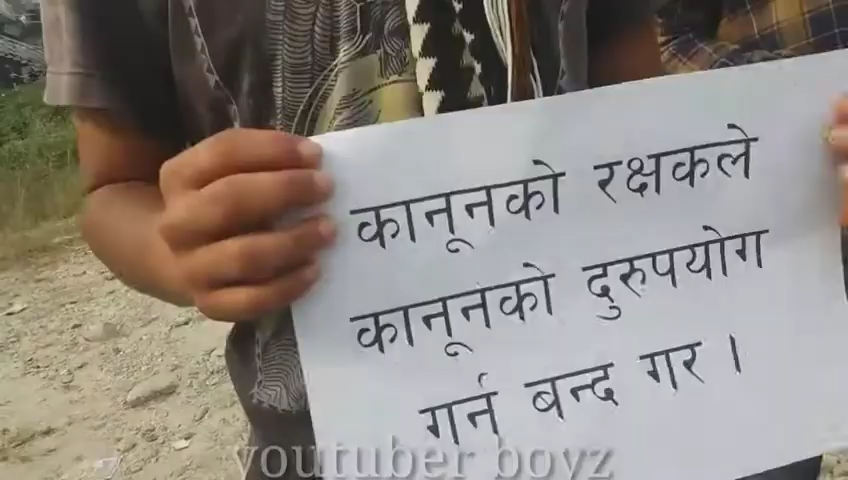 कानूनको रक्षकले
कानूनको दुरुपयोग
गर्न बन्द गर ।
youtuber boyz